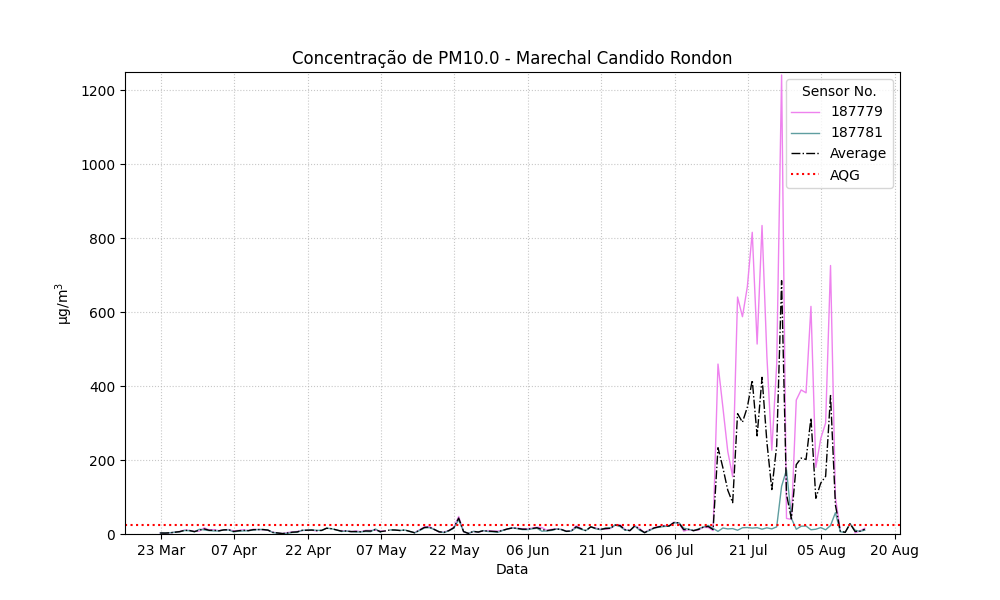 Concentração de PM10.0 - Marechal Candido Rondon
Sensor No.
187779
187781
Average
AQG
1200
1000
800
600
400
200
0
µg/m³
23 Mar 07 Apr 22 Apr 07 May 22 May 06 Jun 21 Jun 06 Jul 21 Jul 05 Aug 20 Aug
Data